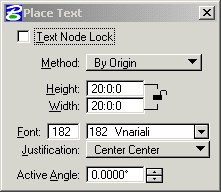 Place Text
Text Node Lock
Method: By Origin
Height: 20:0:0
Width: 20:0:0
Font: 182 182 Vnariali
Justification: Center Center
Active Angle: 0.0000°